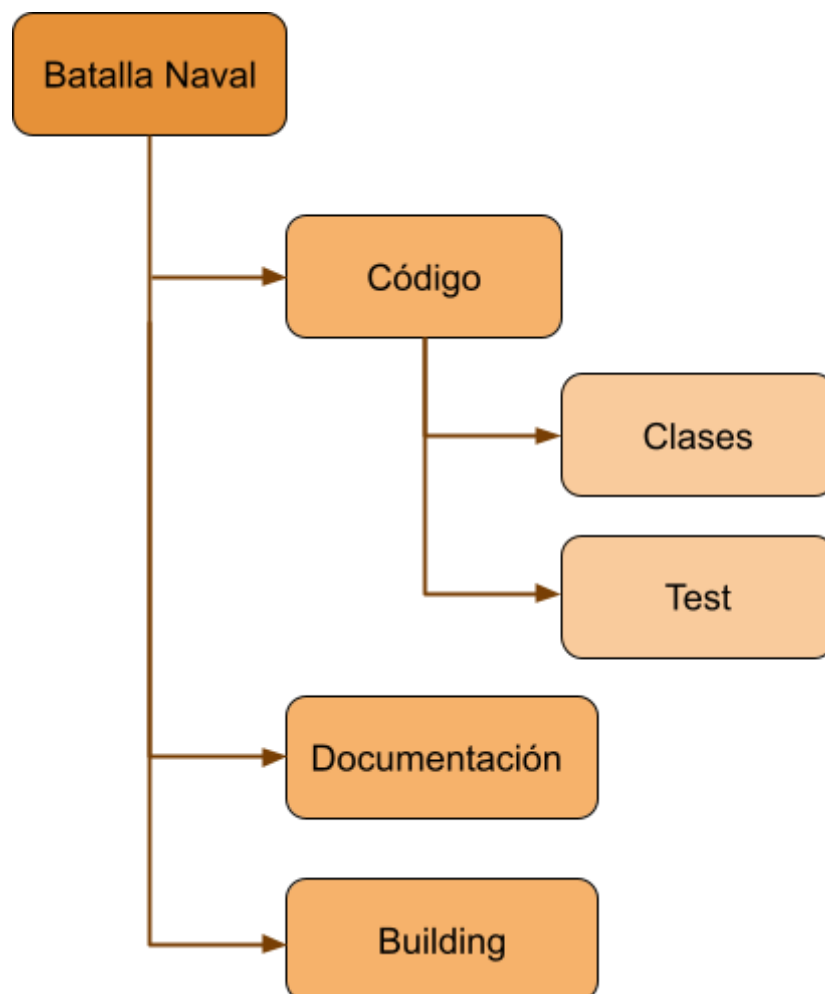 Batalla Naval
Código
Clases
Test
Documentación
Building